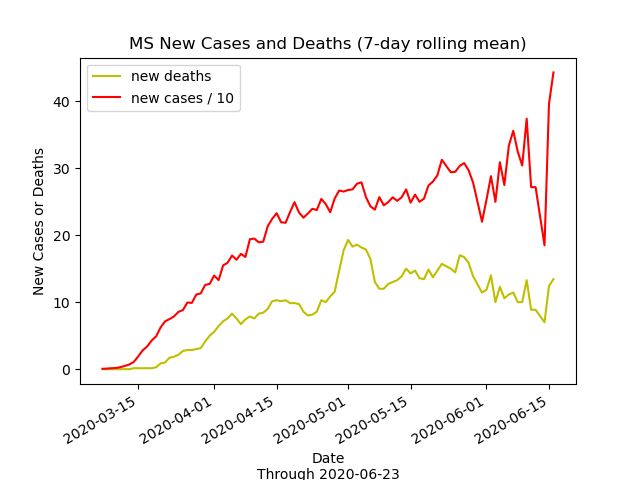 MS New Cases and Deaths (7-day rolling mean)
new deaths
new cases / 10
New Cases or Deaths
40
30
20
10
0
2020-03-15
2020-04-01
2020-04-15
2020-05-01
2020-05-15
2020-06-01
2020-06-15
Date
Through 2020-06-23